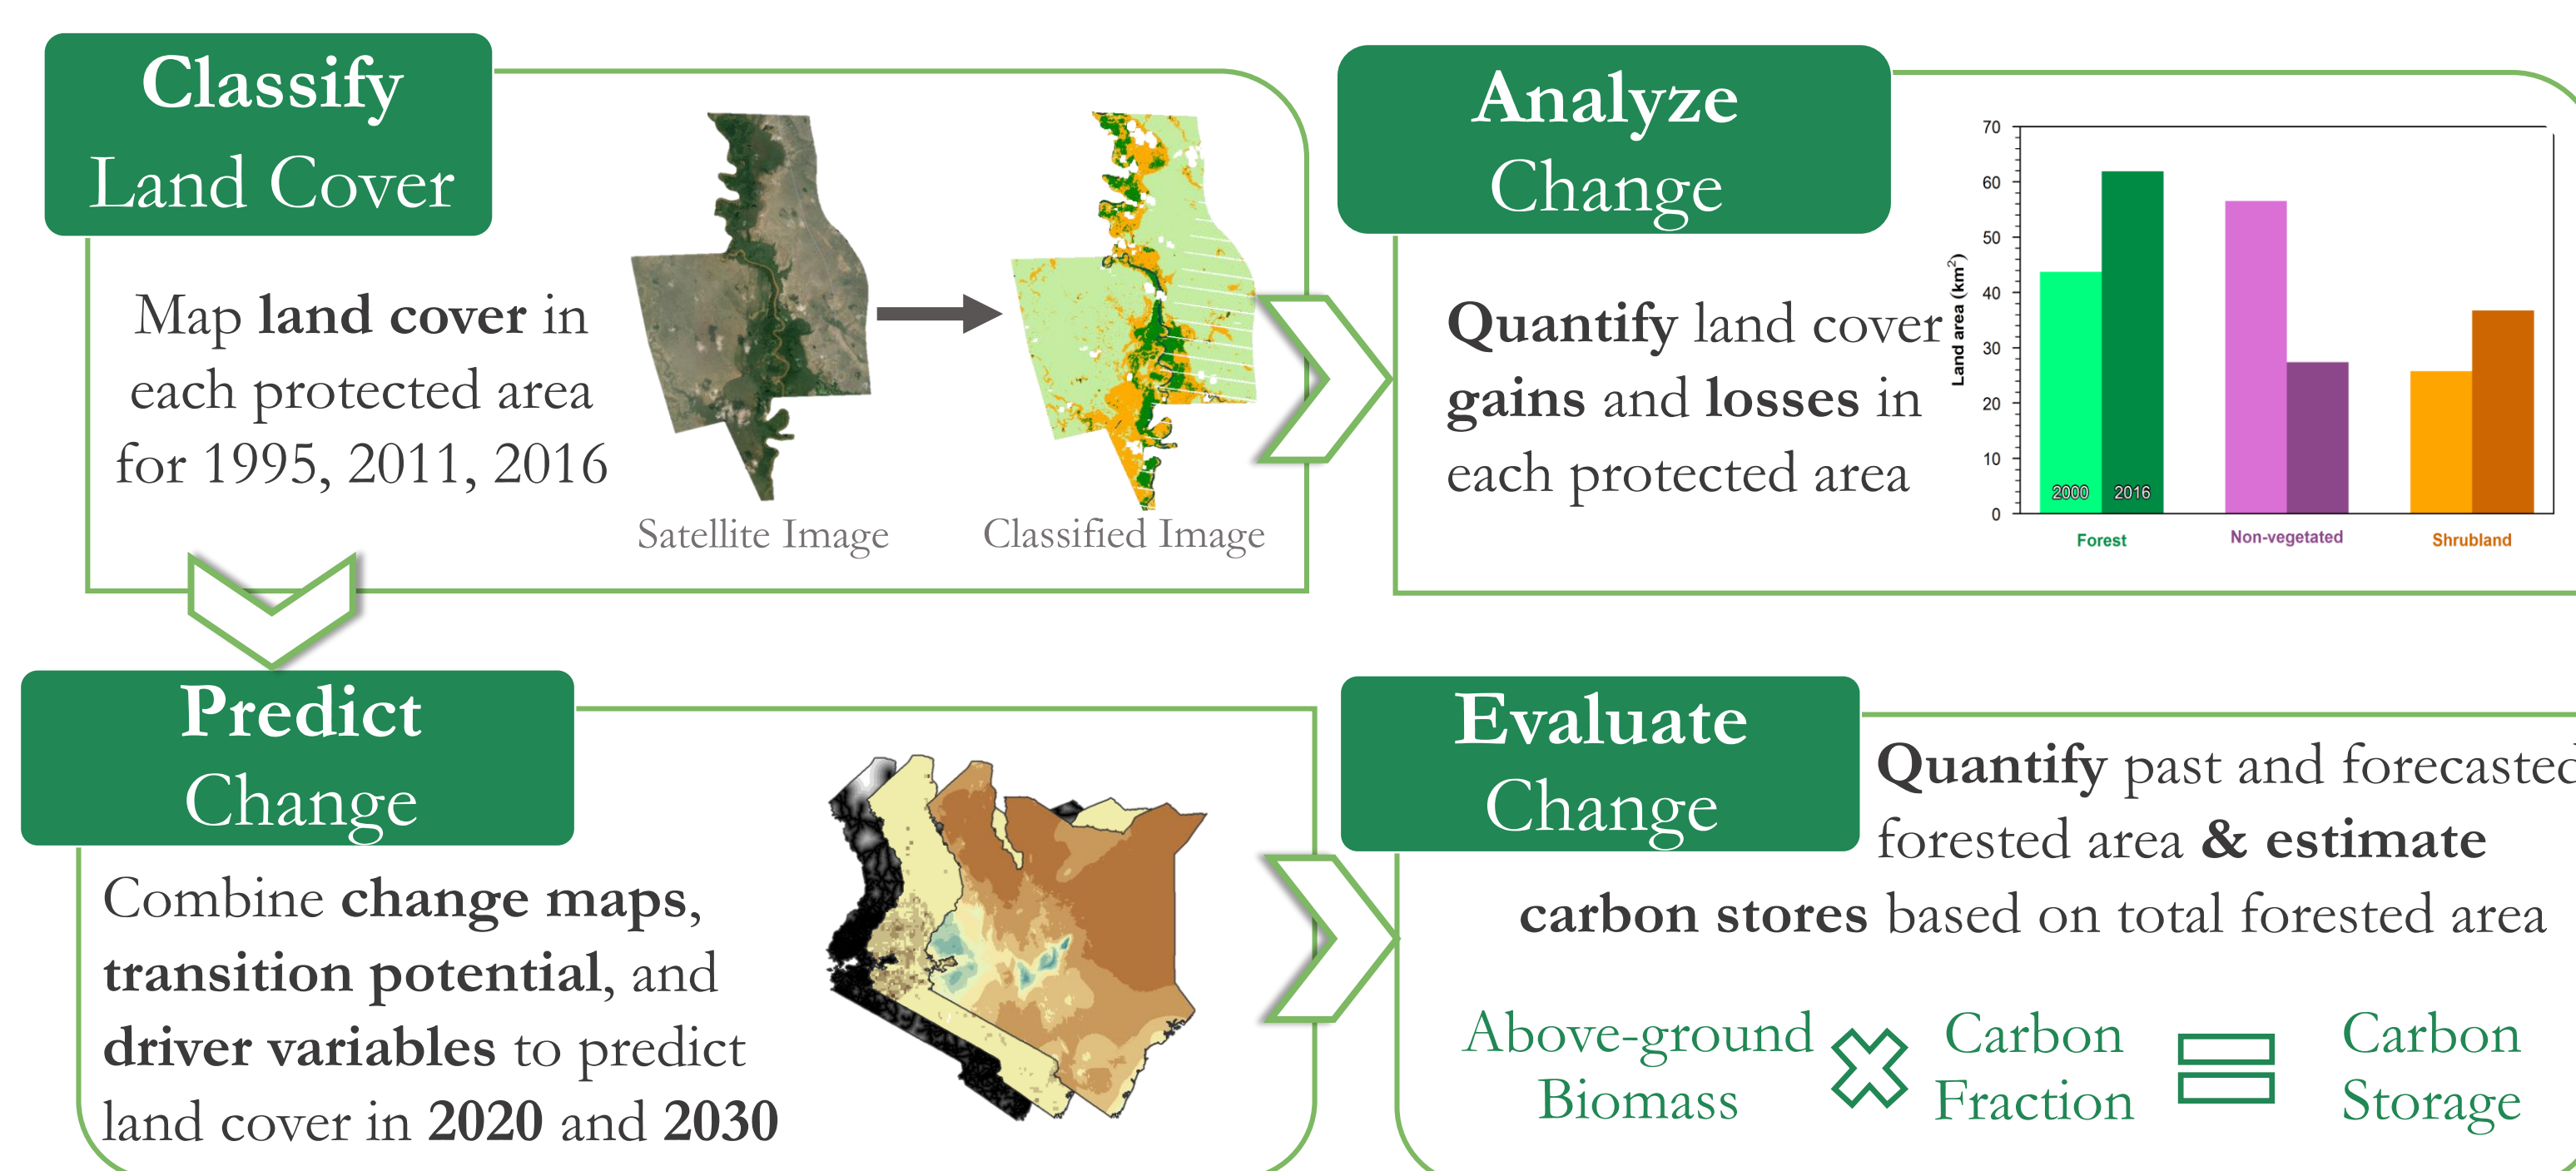 Classify
Land Cover
Map land cover in
each protected area
for 1995, 2011, 2016
Satellite Image
Classified Image
Analyze
Change
Quantify land cover
gains and losses in
each protected area
Land area (km²)
70
60
50
40
30
20
10
0
2000
2016
Forest
Non-vegetated
Shrubland
Predict
Change
Combine change maps,
transition potential, and
driver variables to predict
land cover in 2020 and 2030
Evaluate
Change
Quantify past and forecasted
forested area & estimate
carbon stores based on total forested area
Above-ground
Biomass
Carbon
Fraction
Carbon
Storage